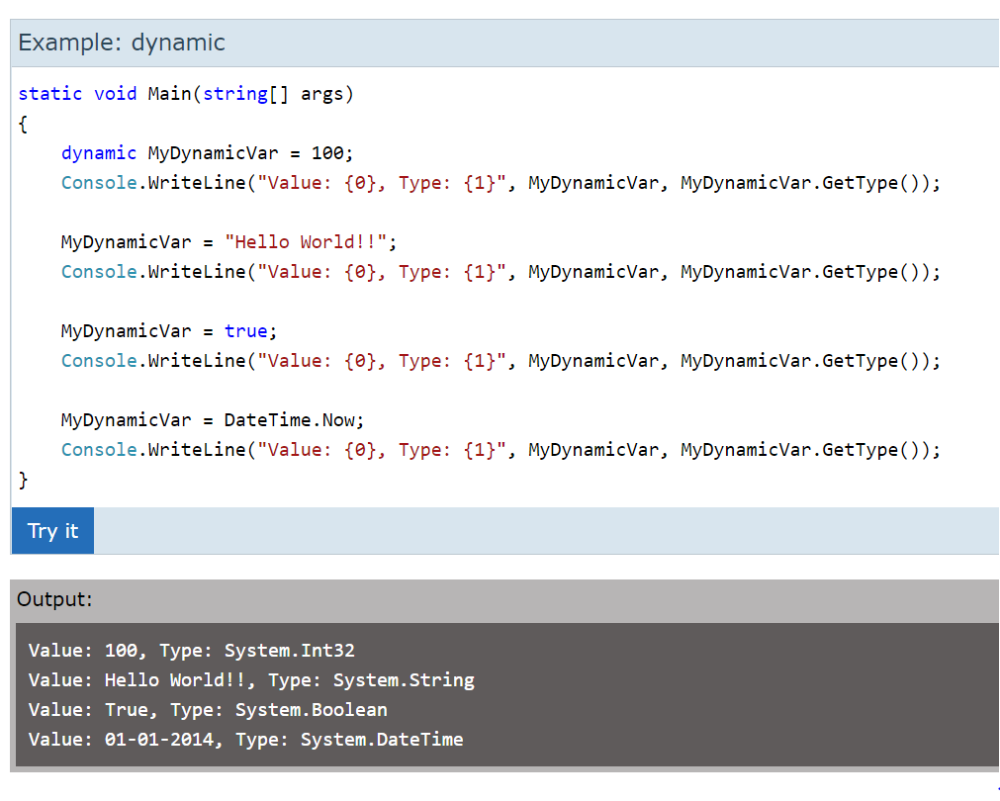 Example: dynamic
static void Main(string[] args)
{
    dynamic MyDynamicVar = 100;
    Console.WriteLine("Value: {0}, Type: {1}", MyDynamicVar, MyDynamicVar.GetType());
    MyDynamicVar = "Hello World!!";
    Console.WriteLine("Value: {0}, Type: {1}", MyDynamicVar, MyDynamicVar.GetType());
    MyDynamicVar = true;
    Console.WriteLine("Value: {0}, Type: {1}", MyDynamicVar, MyDynamicVar.GetType());
    MyDynamicVar = DateTime.Now;
    Console.WriteLine("Value: {0}, Type: {1}", MyDynamicVar, MyDynamicVar.GetType());
}
Try it
Output:
Value: 100, Type: System.Int32
Value: Hello World!!, Type: System.String
Value: True, Type: System.Boolean
Value: 01-01-2014, Type: System.DateTime